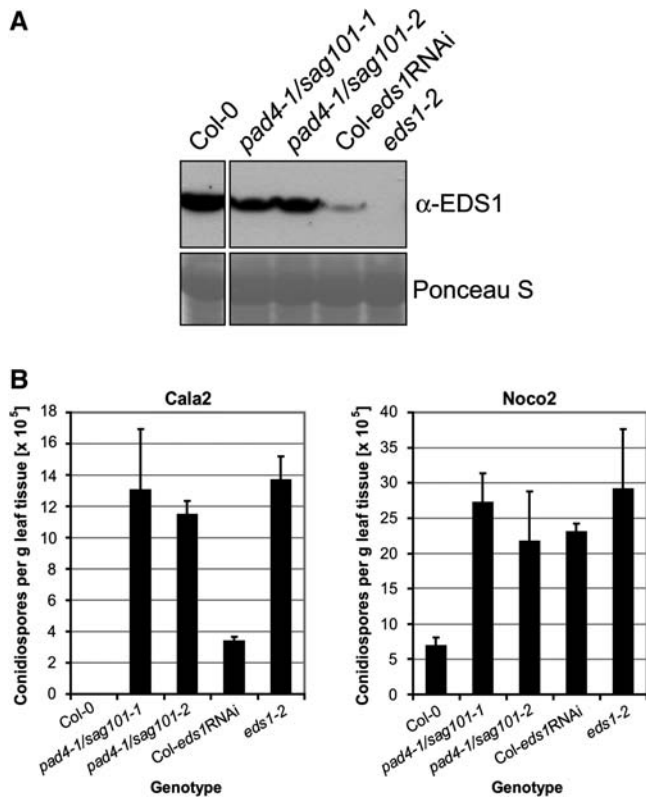 A
Col-0
pad4-1/sag101-1
pad4-1/sag101-2
Col-eds1RNAi
eds1-2
α-EDS1
Ponceau S
B
Cala2
Conidiospores per g leaf tissue [x 10⁵]
18
16
14
12
10
8
6
4
2
0
Col-0
pad4-1/sag101-1
pad4-1/sag101-2
Col-eds1RNAi
eds1-2
Genotype
Noco2
Conidiospores per g leaf tissue [x 10⁵]
40
35
30
25
20
15
10
5
0
Col-0
pad4-1/sag101-1
pad4-1/sag101-2
Col-eds1RNAi
eds1-2
Genotype